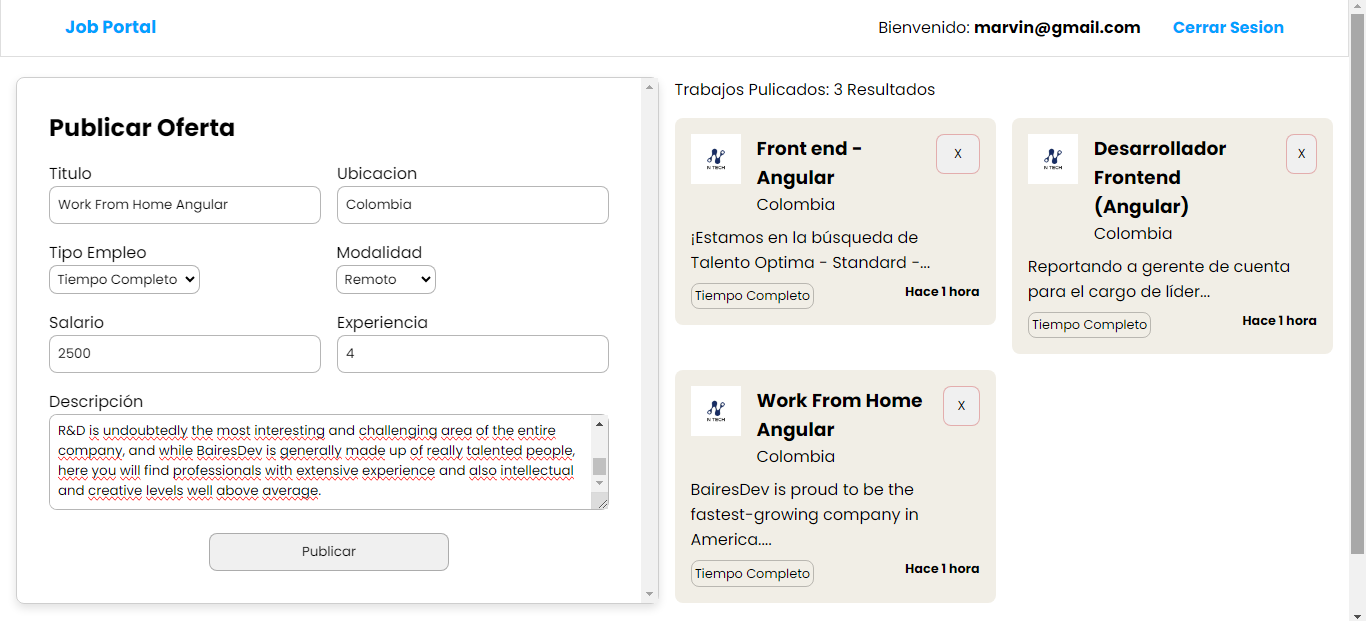 Job Portal
Bienvenido: marvin@gmail.com
Cerrar Sesion
Publicar Oferta
Titulo
Ubicacion
Work From Home Angular
Colombia
Tipo Empleo
Modalidad
Tiempo Completo
Remoto
Salario
Experiencia
2500
4
Descripción
R&D is undoubtedly the most interesting and challenging area of the entire
company, and while BairesDev is generally made up of really talented people,
here you will find professionals with extensive experience and also intellectual
and creative levels well above average.
Publicar
Trabajos Pulicados: 3 Resultados
N TECH
Front end -
Angular
X
Colombia
¡Estamos en la búsqueda de
Talento Optima - Standard -...
Tiempo Completo
Hace 1 hora
N TECH
Desarrollador
Frontend
(Angular)
X
Colombia
Reportando a gerente de cuenta
para el cargo de líder...
Tiempo Completo
Hace 1 hora
N TECH
Work From Home
Angular
X
Colombia
BairesDev is proud to be the
fastest-growing company in
America....
Tiempo Completo
Hace 1 hora